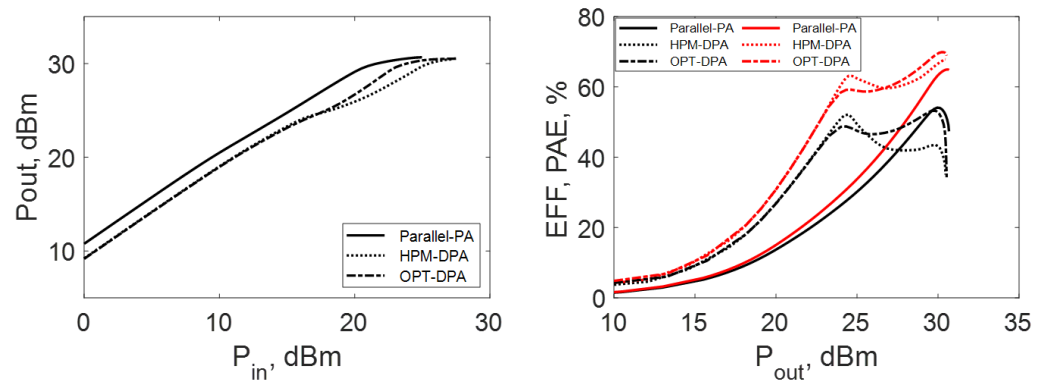 Pout, dBm
30
20
10
0
10
20
30
P_in, dBm
Parallel-PA
HPM-DPA
OPT-DPA
EFF, PAE, %
80
60
40
20
0
10
15
20
25
30
35
P_out, dBm
Parallel-PA Parallel-PA
HPM-DPA HPM-DPA
OPT-DPA OPT-DPA